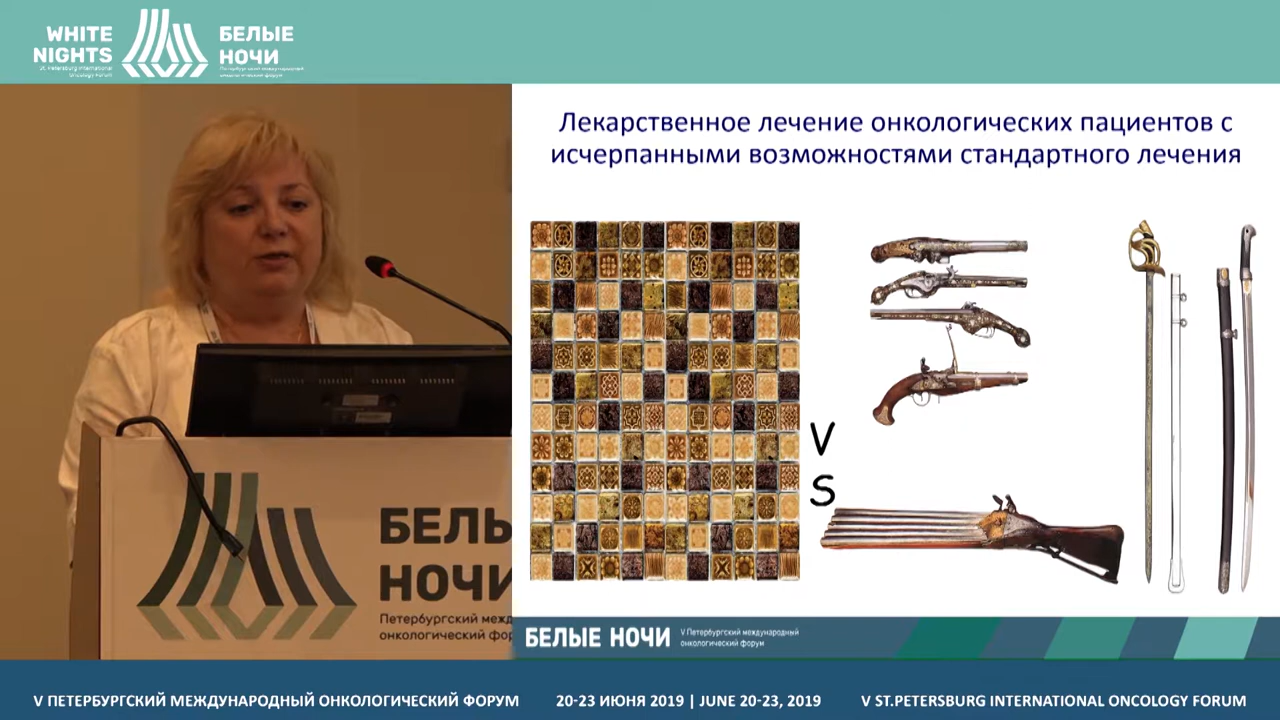 WHITE
NIGHTS
St. Petersburg International
Oncology Forum
БЕЛЫЕ
НОЧИ
Петербургский международный
онкологический форум
Лекарственное лечение онкологических пациентов с
исчерпанными возможностями стандартного лечения
V
S
БЕЛЫ
НОЧИ
Петербургский межд
онкологический фор
БЕЛЫЕ НОЧИ
V Петербургский международный
онкологический форум
V ПЕТЕРБУРГСКИЙ МЕЖДУНАРОДНЫЙ ОНКОЛОГИЧЕСКИЙ ФОРУМ
20-23 ИЮНЯ 2019 | JUNE 20-23, 2019
V ST.PETERSBURG INTERNATIONAL ONCOLOGY FORUM